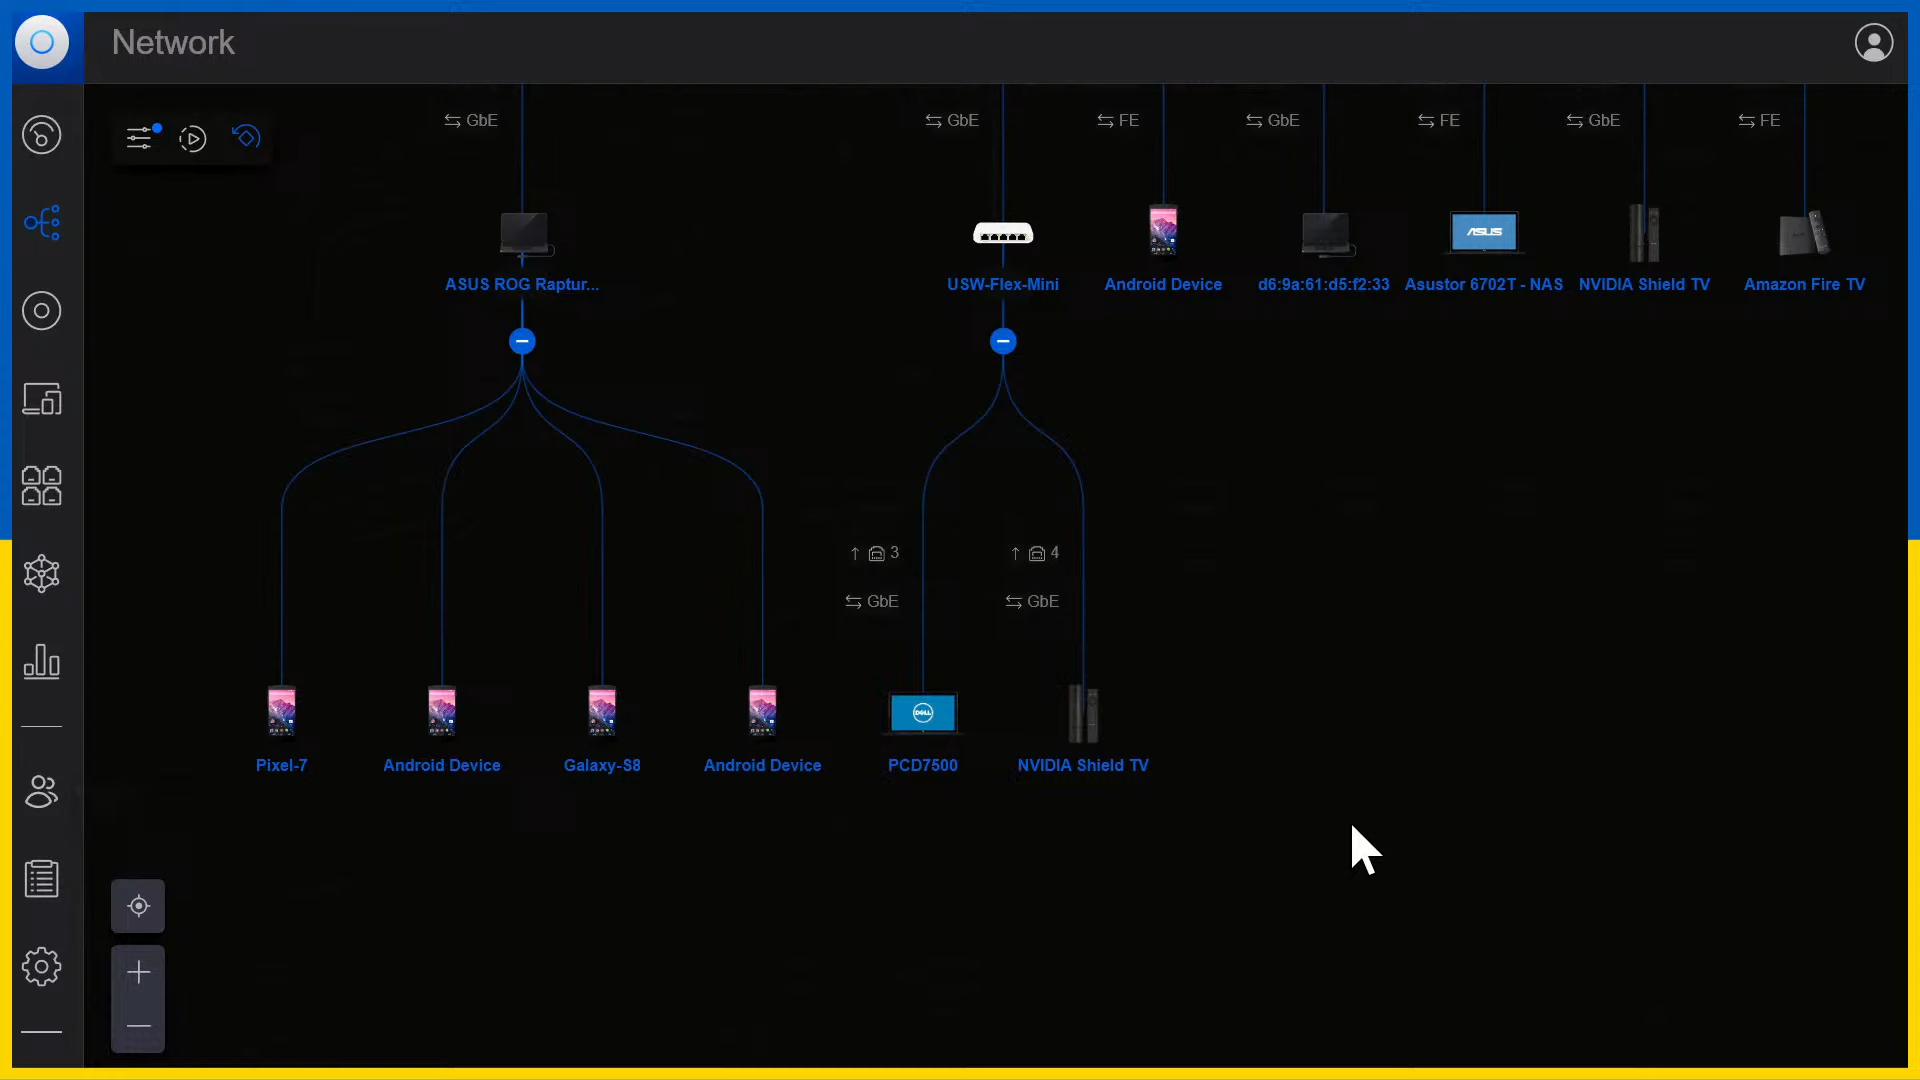 Network
GbE
GbE
FE
GbE
FE
GbE
FE
ASUS
ASUS ROG Raptur...
USW-Flex-Mini
Android Device
d6:9a:61:d5:f2:33
Asustor 6702T - NAS
NVIDIA Shield TV
Amazon Fire TV
3
4
GbE
GbE
DELL
Pixel-7
Android Device
Galaxy-S8
Android Device
PCD7500
NVIDIA Shield TV